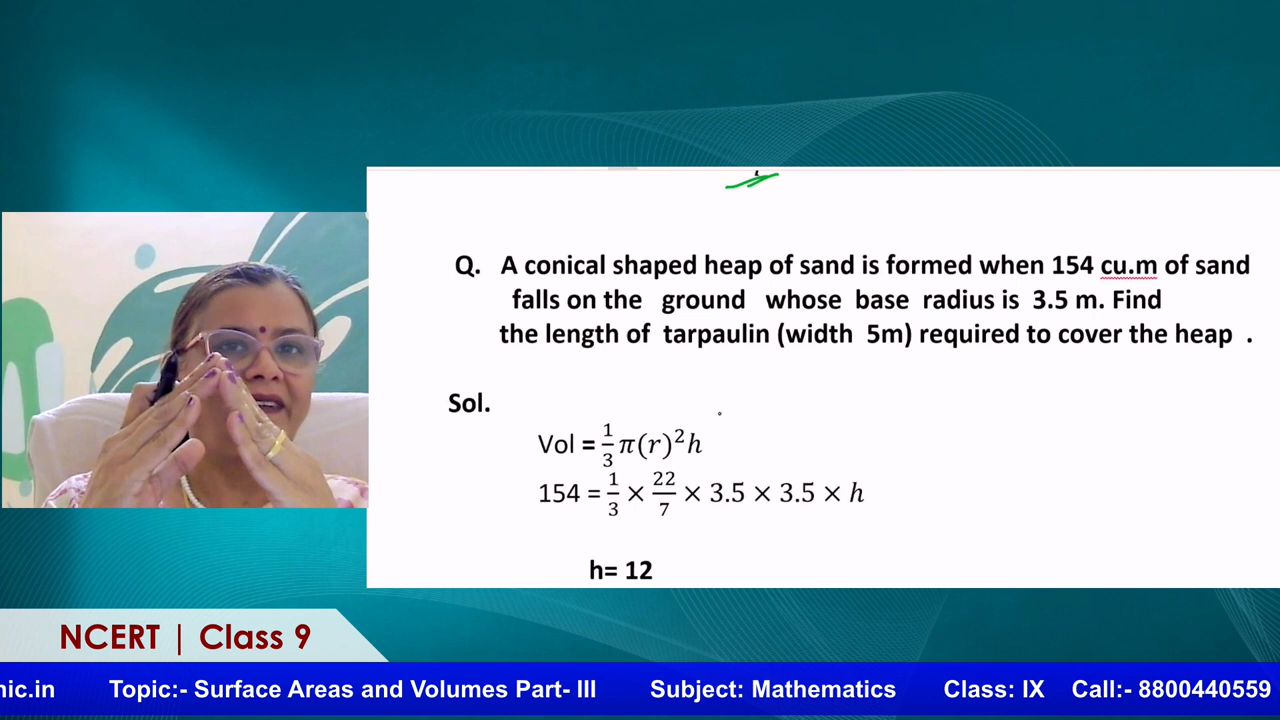 Q. A conical shaped heap of sand is formed when 154 cu.m of sand
falls on the ground whose base radius is 3.5 m. Find
the length of tarpaulin (width 5m) required to cover the heap .
Sol.
Vol = 1/3 π(r)²h
154 = 1/3 × 22/7 × 3.5 × 3.5 × h
h= 12
NCERT | Class 9
nic.in Topic:- Surface Areas and Volumes Part- III Subject: Mathematics Class: IX Call:- 8800440559